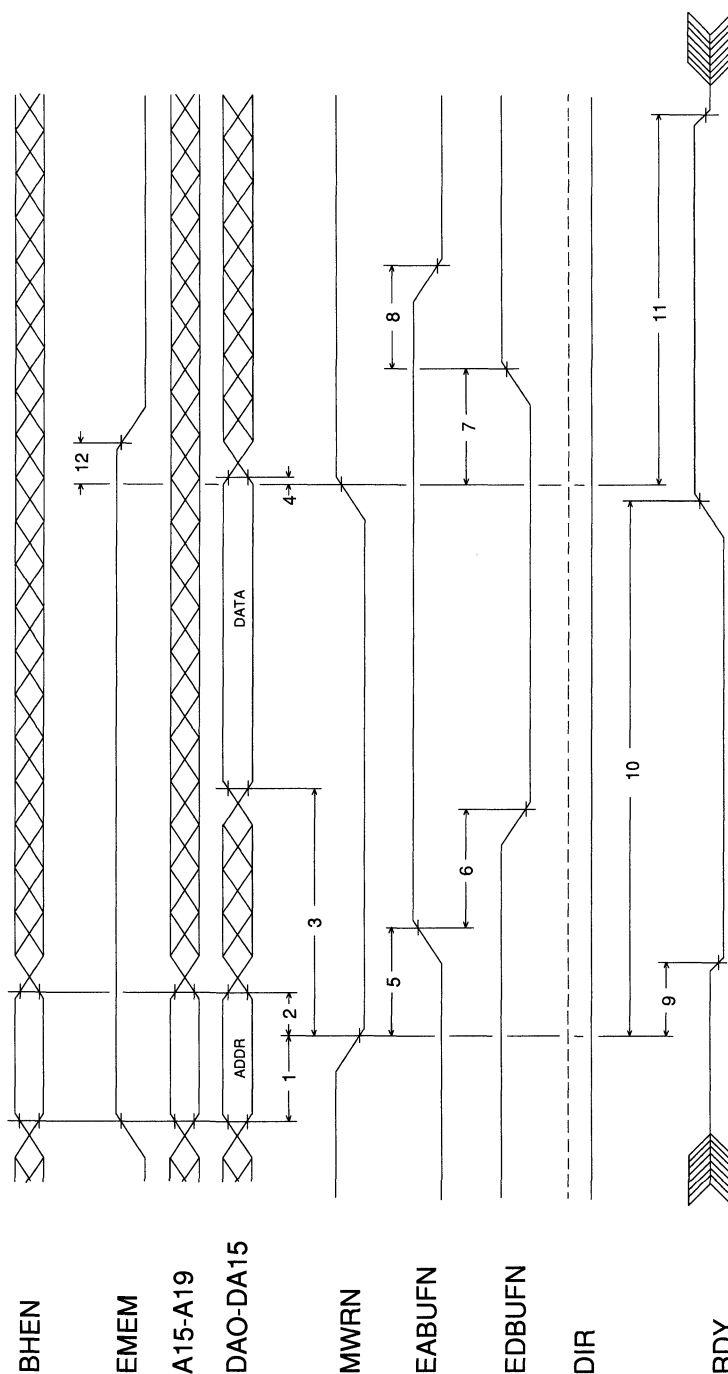 BHEN
EMEM
12
A15-A19
DAO-DA15
ADDR
DATA
1
2
3
4
MWRN
EABUFN
5
8
EDBUFN
6
7
DIR
10
11
9
RDY